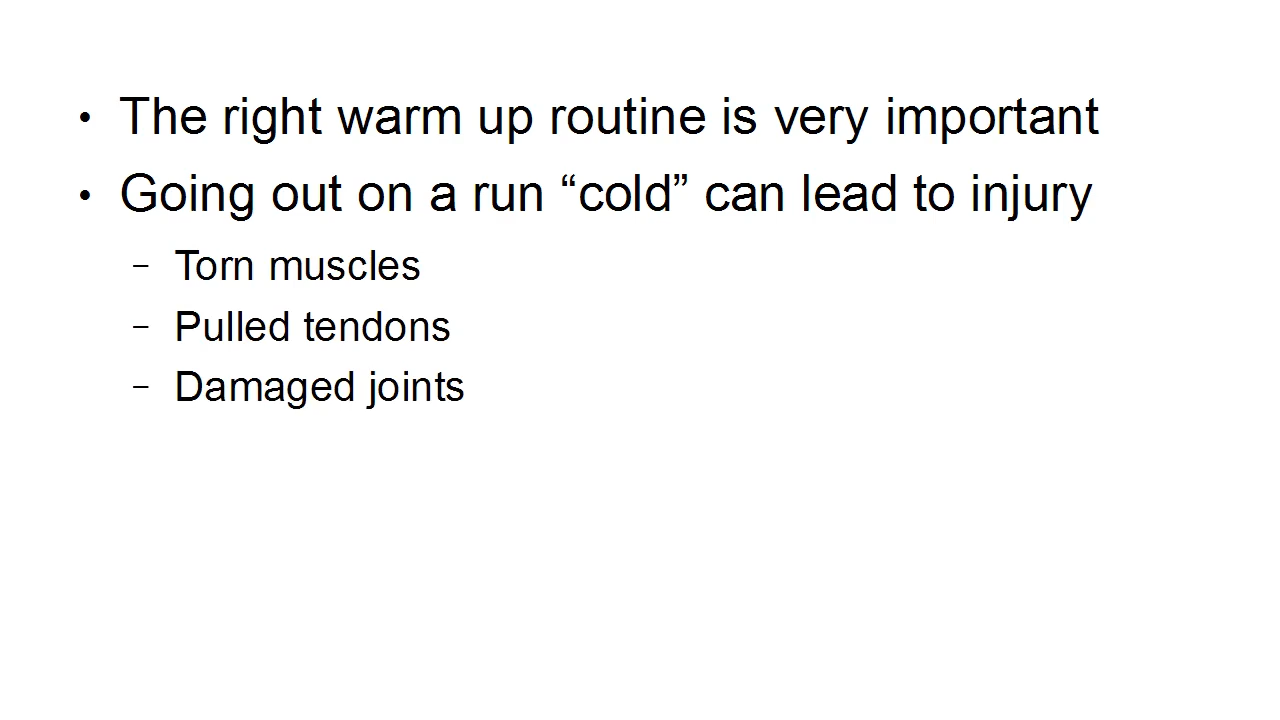 • The right warm up routine is very important
• Going out on a run “cold” can lead to injury
– Torn muscles
– Pulled tendons
– Damaged joints